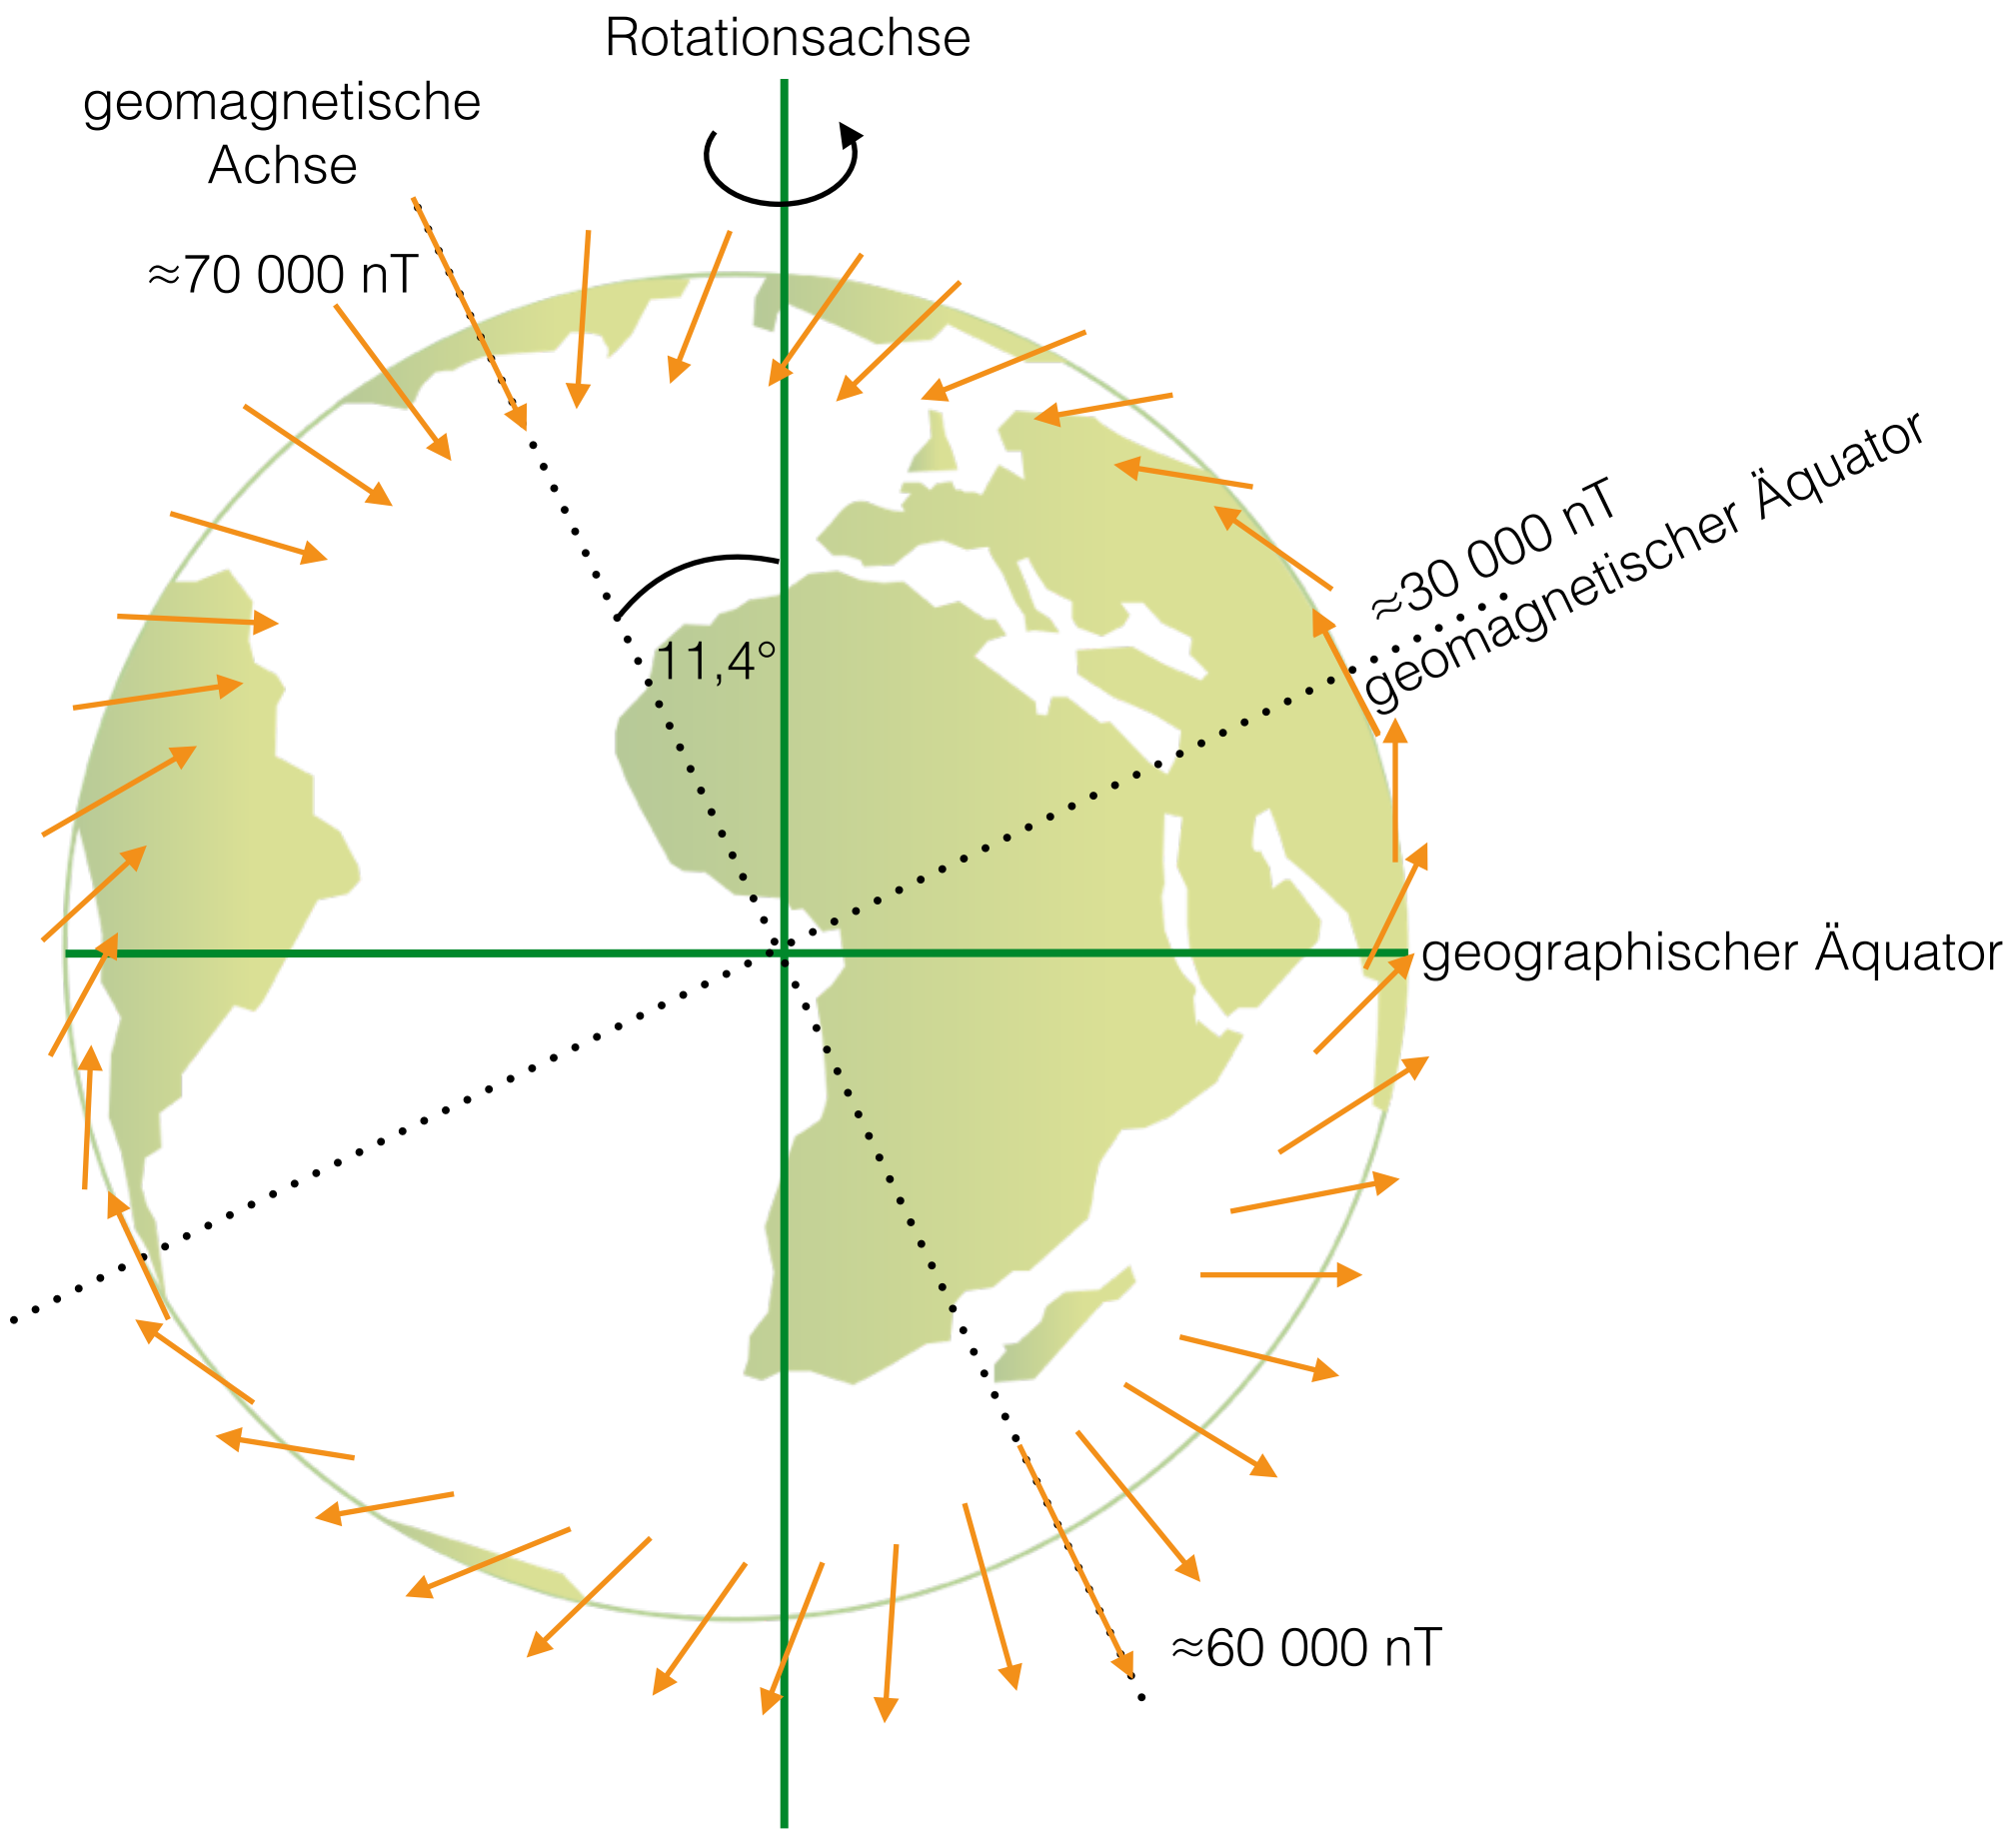 Rotationsachse
geomagnetische
Achse
≈70 000 nT
≈30 000 nT
geomagnetischer Äquator
11,4°
geographischer Äquator
≈60 000 nT